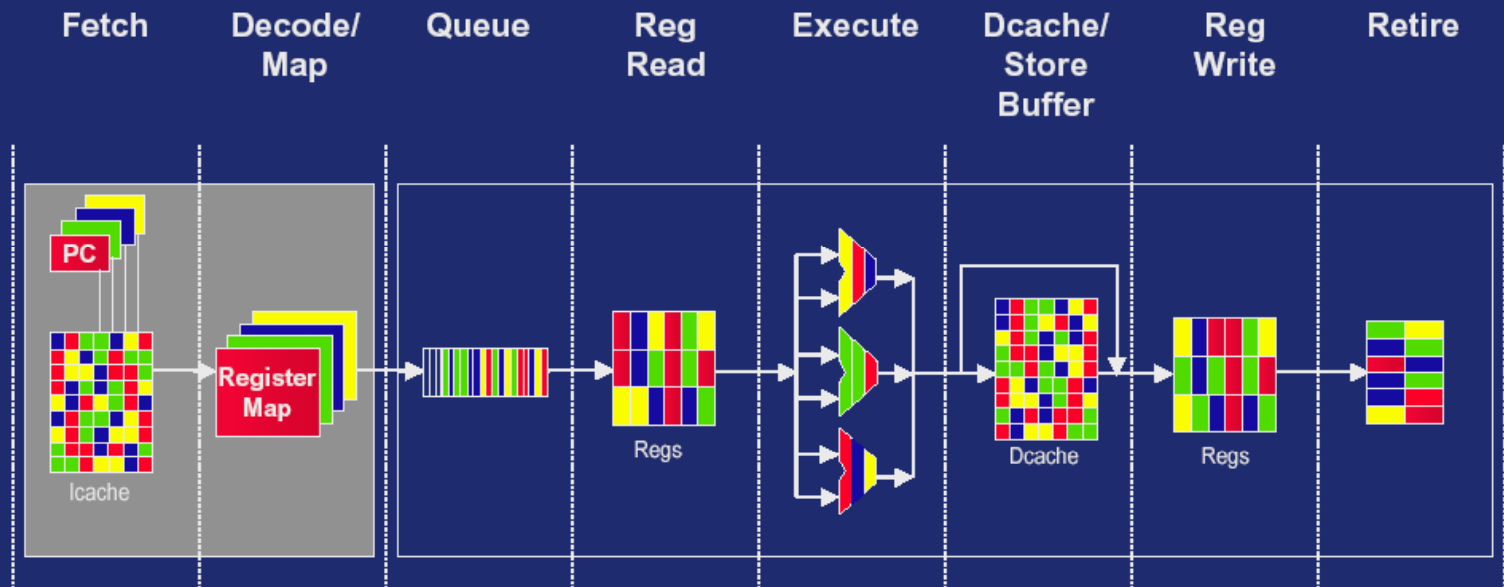 Fetch
Decode/
Map
Queue
Reg
Read
Execute
Dcache/
Store
Buffer
Reg
Write
Retire
PC
Register
Map
Icache
Regs
Dcache
Regs